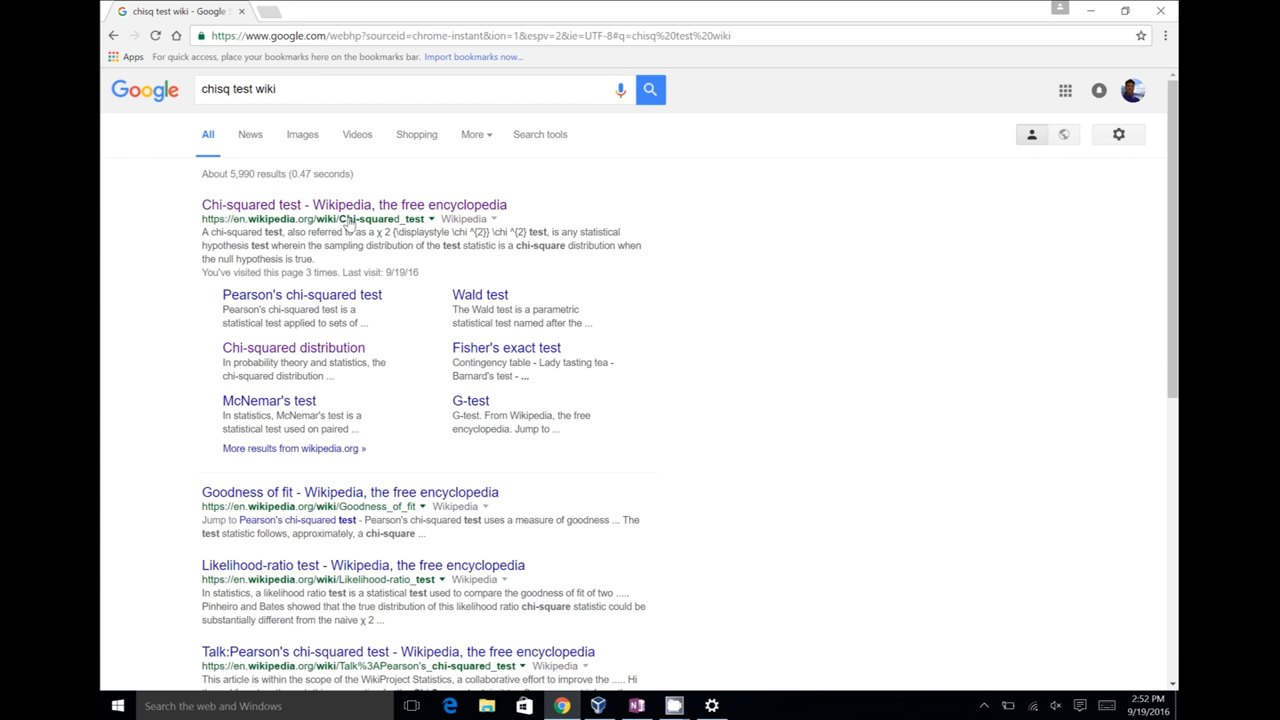 chisq test wiki - Google S
https://www.google.com/webhp?sourceid=chrome-instant&ion=1&espv=2&ie=UTF-8#q=chisq%20test%20wiki
Apps For quick access, place your bookmarks here on the bookmarks bar. Import bookmarks now...
Google chisq test wiki
All News Images Videos Shopping More Search tools
About 5,990 results (0.47 seconds)
Chi-squared test - Wikipedia, the free encyclopedia
https://en.wikipedia.org/wiki/Chi-squared_test Wikipedia
A chi-squared test, also referred to as a χ 2 {\displaystyle \chi ^{2}} \chi ^{2} test, is any statistical
hypothesis test wherein the sampling distribution of the test statistic is a chi-square distribution when
the null hypothesis is true.
You've visited this page 3 times. Last visit: 9/19/16
Pearson's chi-squared test
Pearson's chi-squared test is a
statistical test applied to sets of ...
Wald test
The Wald test is a parametric
statistical test named after the ...
Chi-squared distribution
In probability theory and statistics, the
chi-squared distribution ...
Fisher's exact test
Contingency table - Lady tasting tea -
Barnard's test - ...
McNemar's test
In statistics, McNemar's test is a
statistical test used on paired ...
G-test
G-test. From Wikipedia, the free
encyclopedia. Jump to ...
More results from wikipedia.org »
Goodness of fit - Wikipedia, the free encyclopedia
https://en.wikipedia.org/wiki/Goodness_of_fit Wikipedia
Jump to Pearson's chi-squared test - Pearson's chi-squared test uses a measure of goodness ... The
test statistic follows, approximately, a chi-square ...
Likelihood-ratio test - Wikipedia, the free encyclopedia
https://en.wikipedia.org/wiki/Likelihood-ratio_test Wikipedia
In statistics, a likelihood ratio test is a statistical test used to compare the goodness of fit of two .....
Pinheiro and Bates showed that the true distribution of this likelihood ratio chi-square statistic could be
substantially different from the naive χ 2 ...
Talk:Pearson's chi-squared test - Wikipedia, the free encyclopedia
https://en.wikipedia.org/wiki/Talk%3APearson's_chi-squared_test Wikipedia
This article is within the scope of the WikiProject Statistics, a collaborative effort to improve the ..... Hi
Search the web and Windows
2:52 PM
9/19/2016